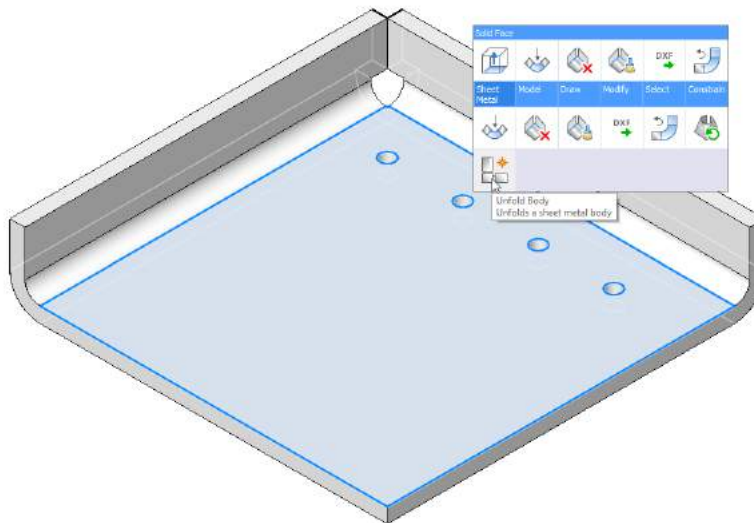 Solid Face
DXF
Sheet Metal
Model
Draw
Modify
Select
Constrain
DXF
Unfold Body
Unfolds a sheet metal body